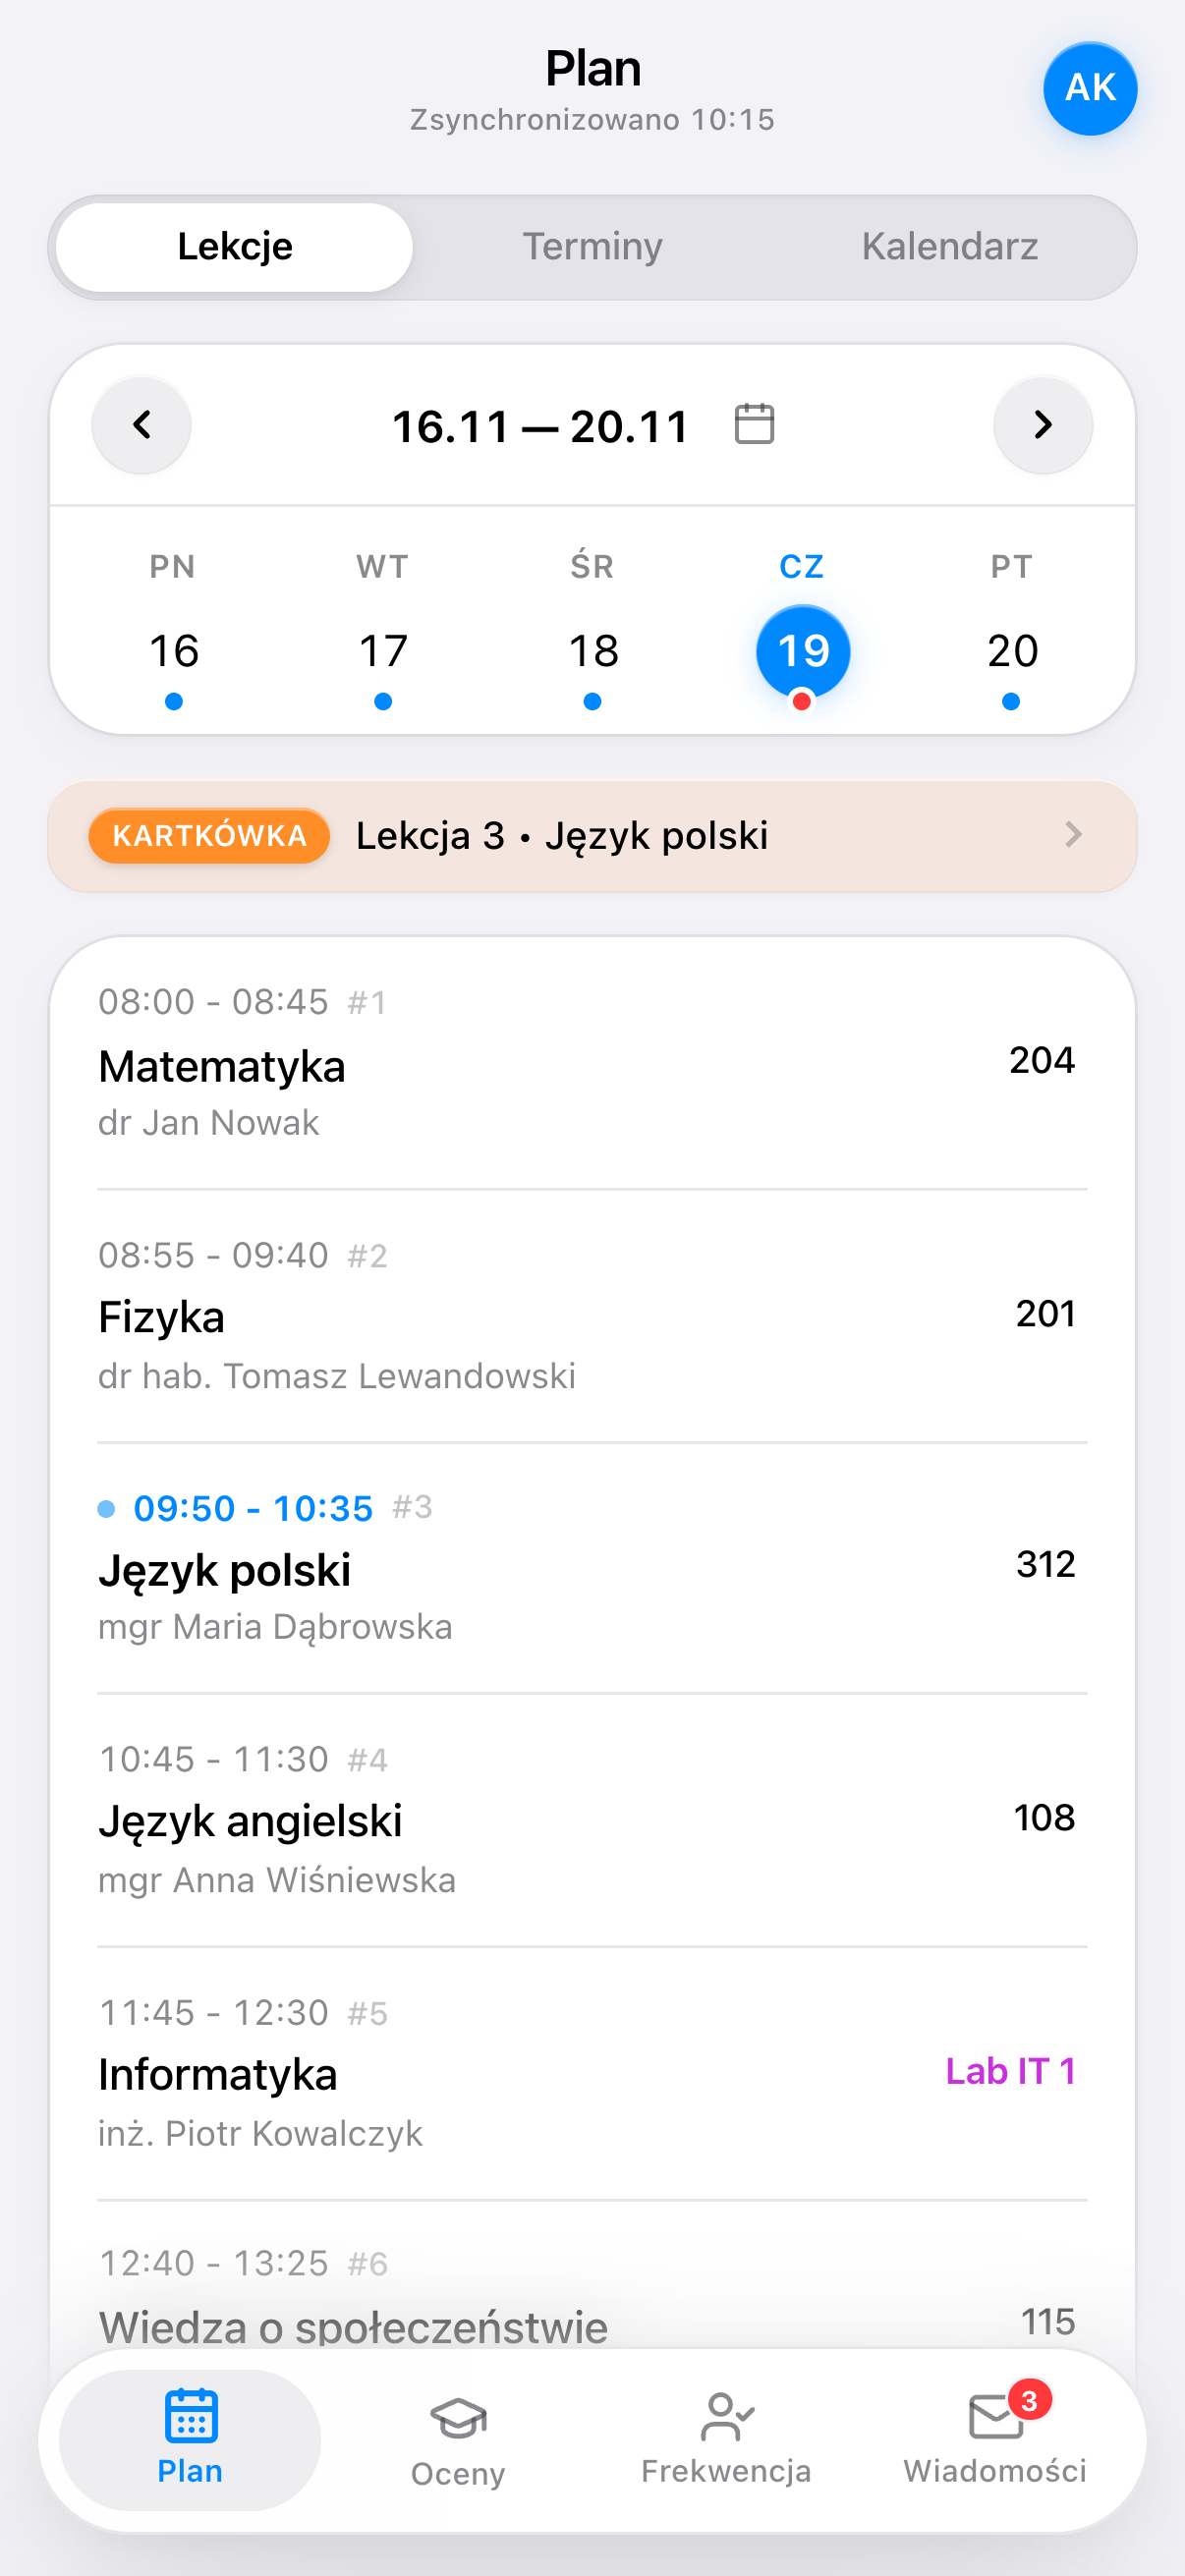 Plan
Zsynchronizowano 10:15
AK
Lekcje
Terminy
Kalendarz
16.11 — 20.11
PN WT ŚR CZ PT
16 17 18 19 20
KARTKÓWKA Lekcja 3 • Język polski
08:00 - 08:45 #1
Matematyka
204
dr Jan Nowak
08:55 - 09:40 #2
Fizyka
201
dr hab. Tomasz Lewandowski
09:50 - 10:35 #3
Język polski
312
mgr Maria Dąbrowska
10:45 - 11:30 #4
Język angielski
108
mgr Anna Wiśniewska
11:45 - 12:30 #5
Informatyka
Lab IT 1
inż. Piotr Kowalczyk
12:40 - 13:25 #6
Wiedza o społeczeństwie
115
3
Plan
Oceny
Frekwencja
Wiadomości